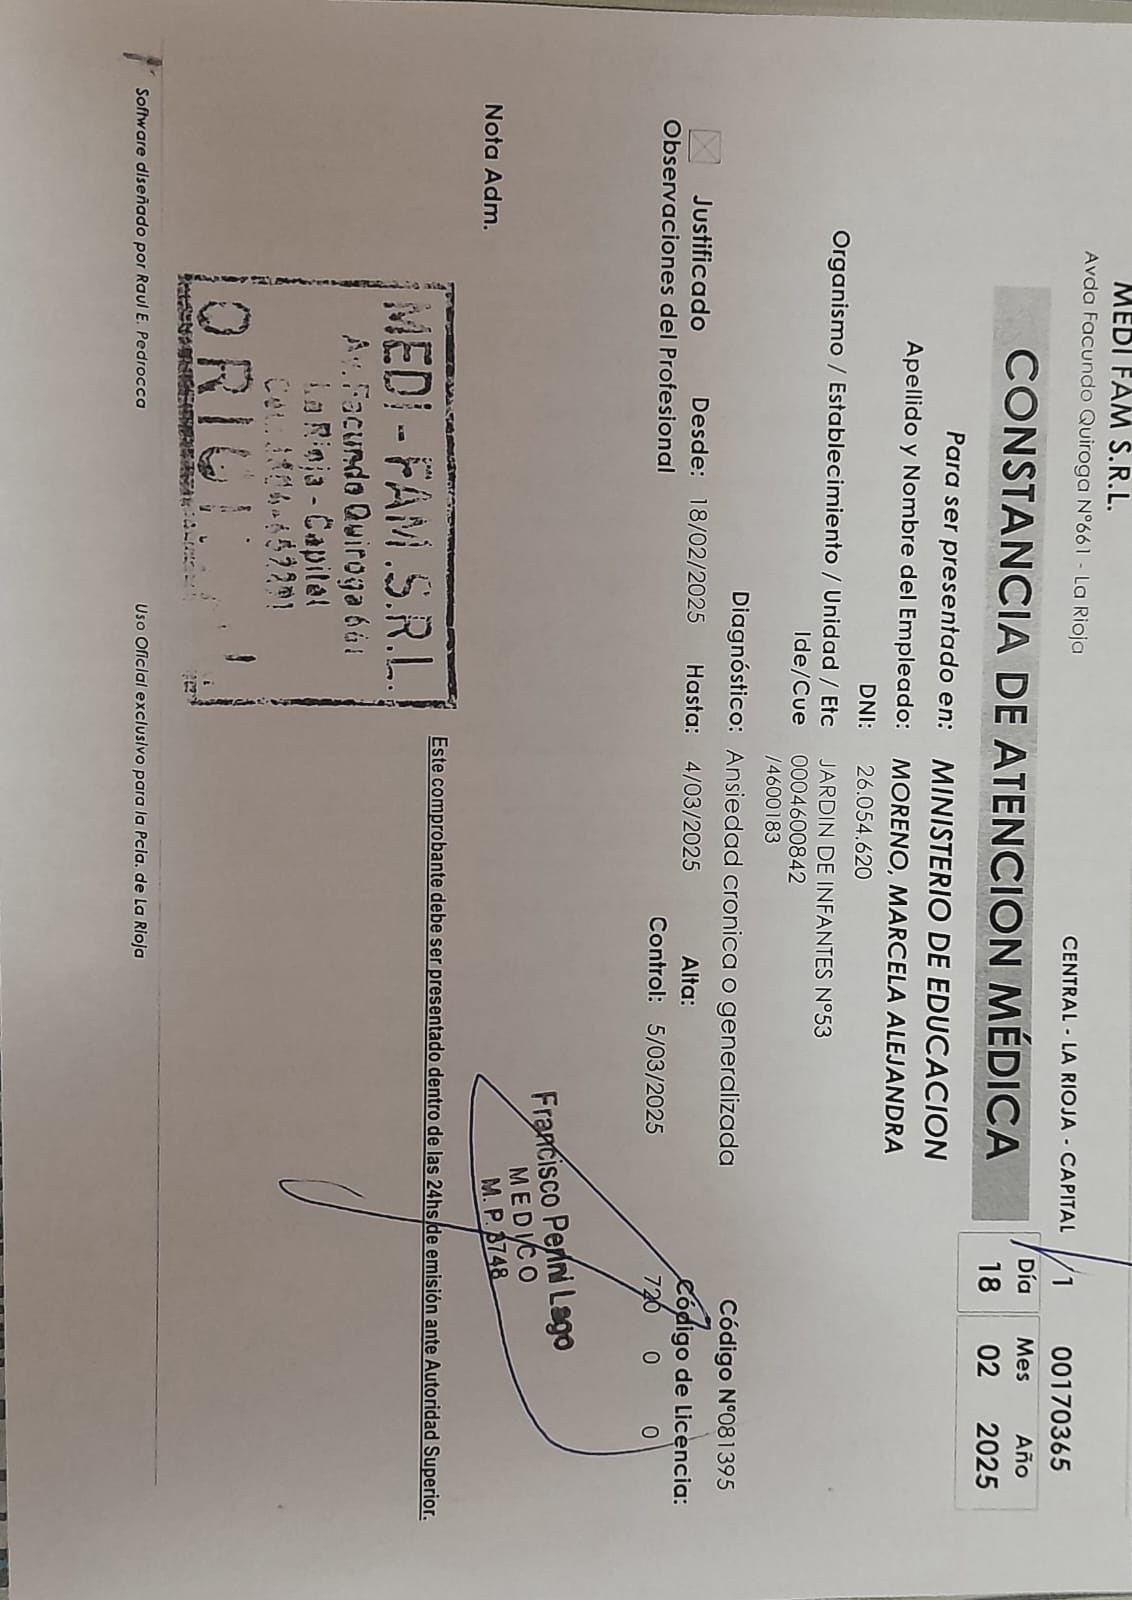 MEDI FAM S.R.L.
Avda Facundo Quiroga N°661 - La Rioja
CENTRAL - LA RIOJA - CAPITAL 1 00170365
CONSTANCIA DE ATENCION MÉDICA
Día Mes Año
18 02 2025
Para ser presentado en: MINISTERIO DE EDUCACION
Apellido y Nombre del Empleado: MORENO, MARCELA ALEJANDRA
DNI: 26.054.620
Organismo / Establecimiento / Unidad / Etc JARDIN DE INFANTES N°53
Ide/Cue 0004600842
/4600183
Diagnóstico: Ansiedad cronica o generalizada Código N°081395
Justificado Desde: 18/02/2025 Hasta: 4/03/2025 Alta: Código de Licencia:
Observaciones del Profesional Control: 5/03/2025 720 0 0
Francisco Perini Lago
MEDICO
M. P. 3748
Nota Adm.
MEDI - FAM.S.R.L.
Av. Facundo Quiroga 661
La Rioja - Capital
Este comprobante debe ser presentado dentro de las 24hs de emisión ante Autoridad Superior.
Software diseñado por Raul E. Pedrocca Uso Oficial exclusivo para la Pcia. de La Rioja